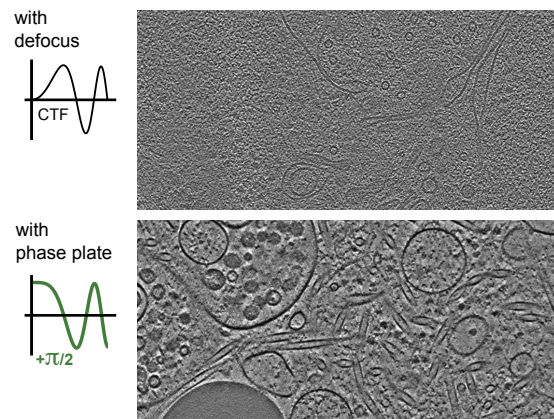 with
defocus
CTF
with
phase plate
+π/2